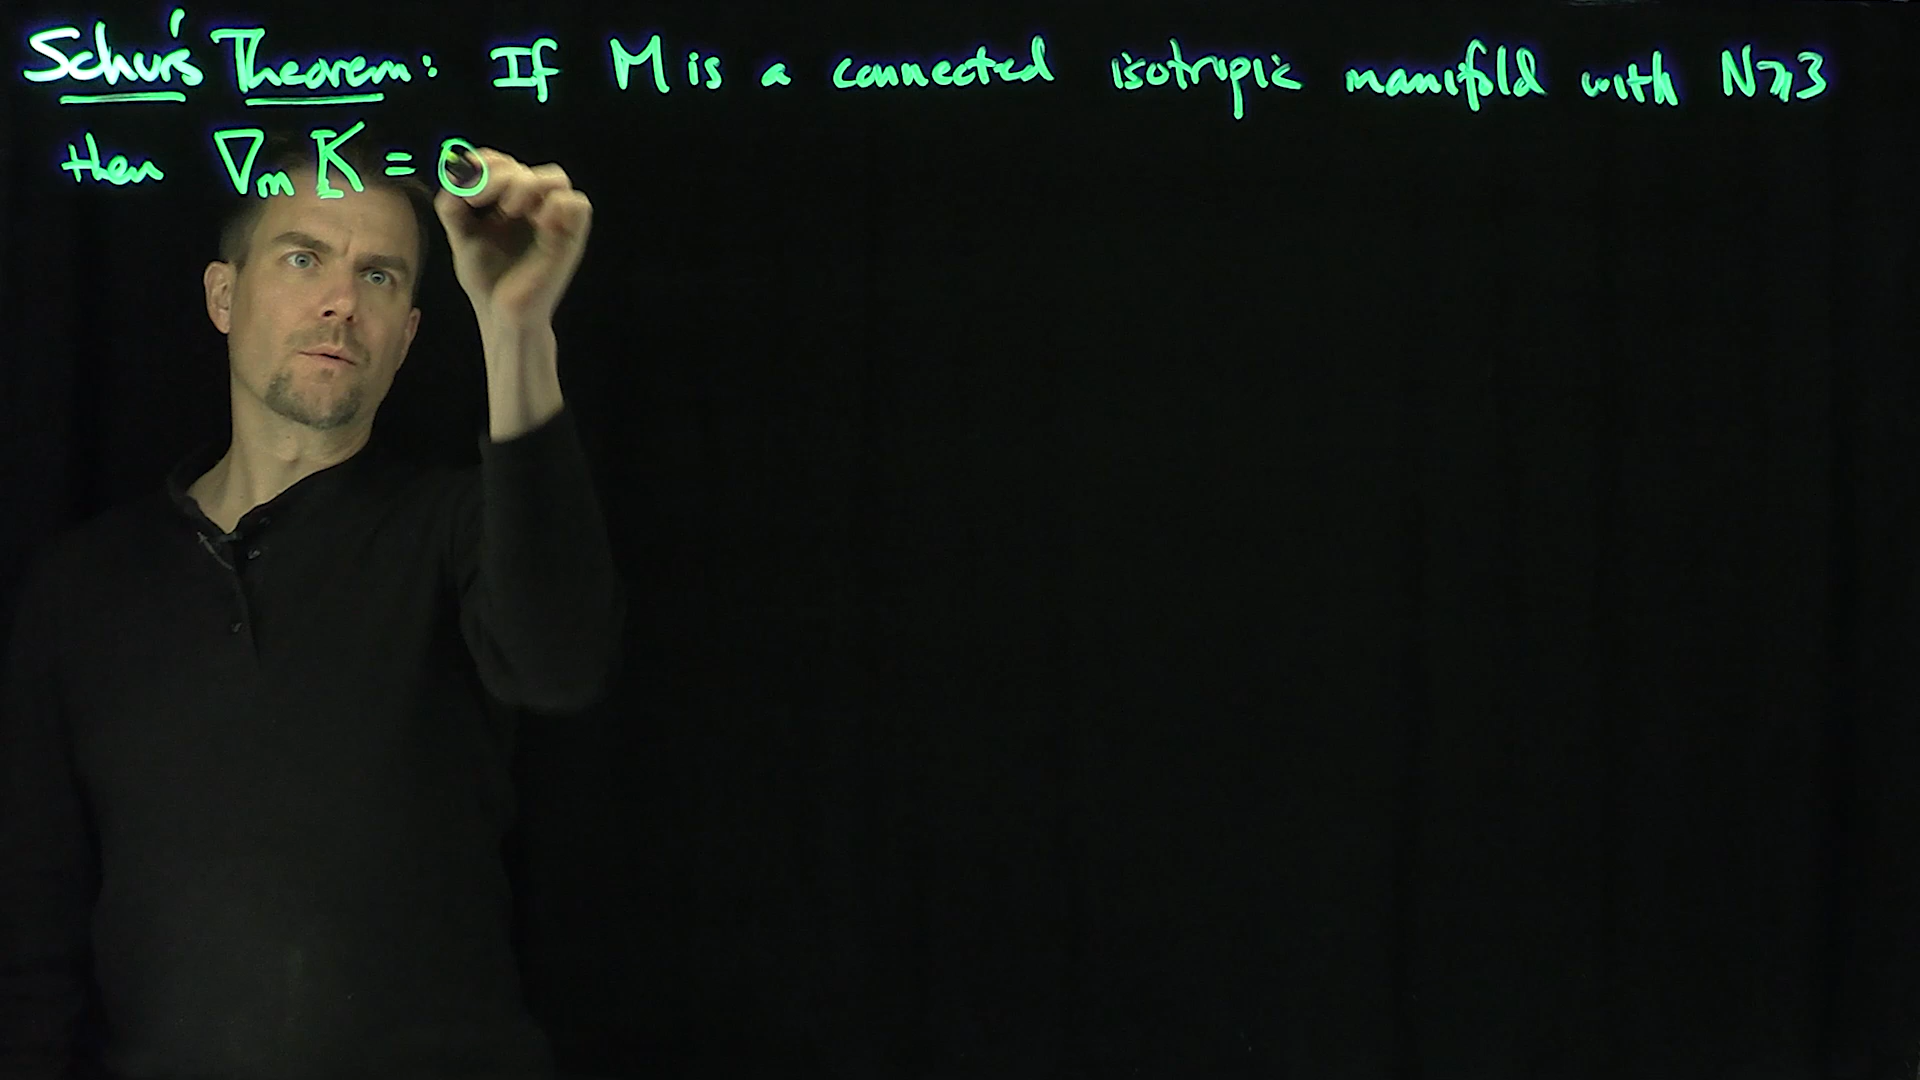 Schur's Theorem: If M is a connected isotropic manifold with N⩾3
then ∇ₘ K = 0